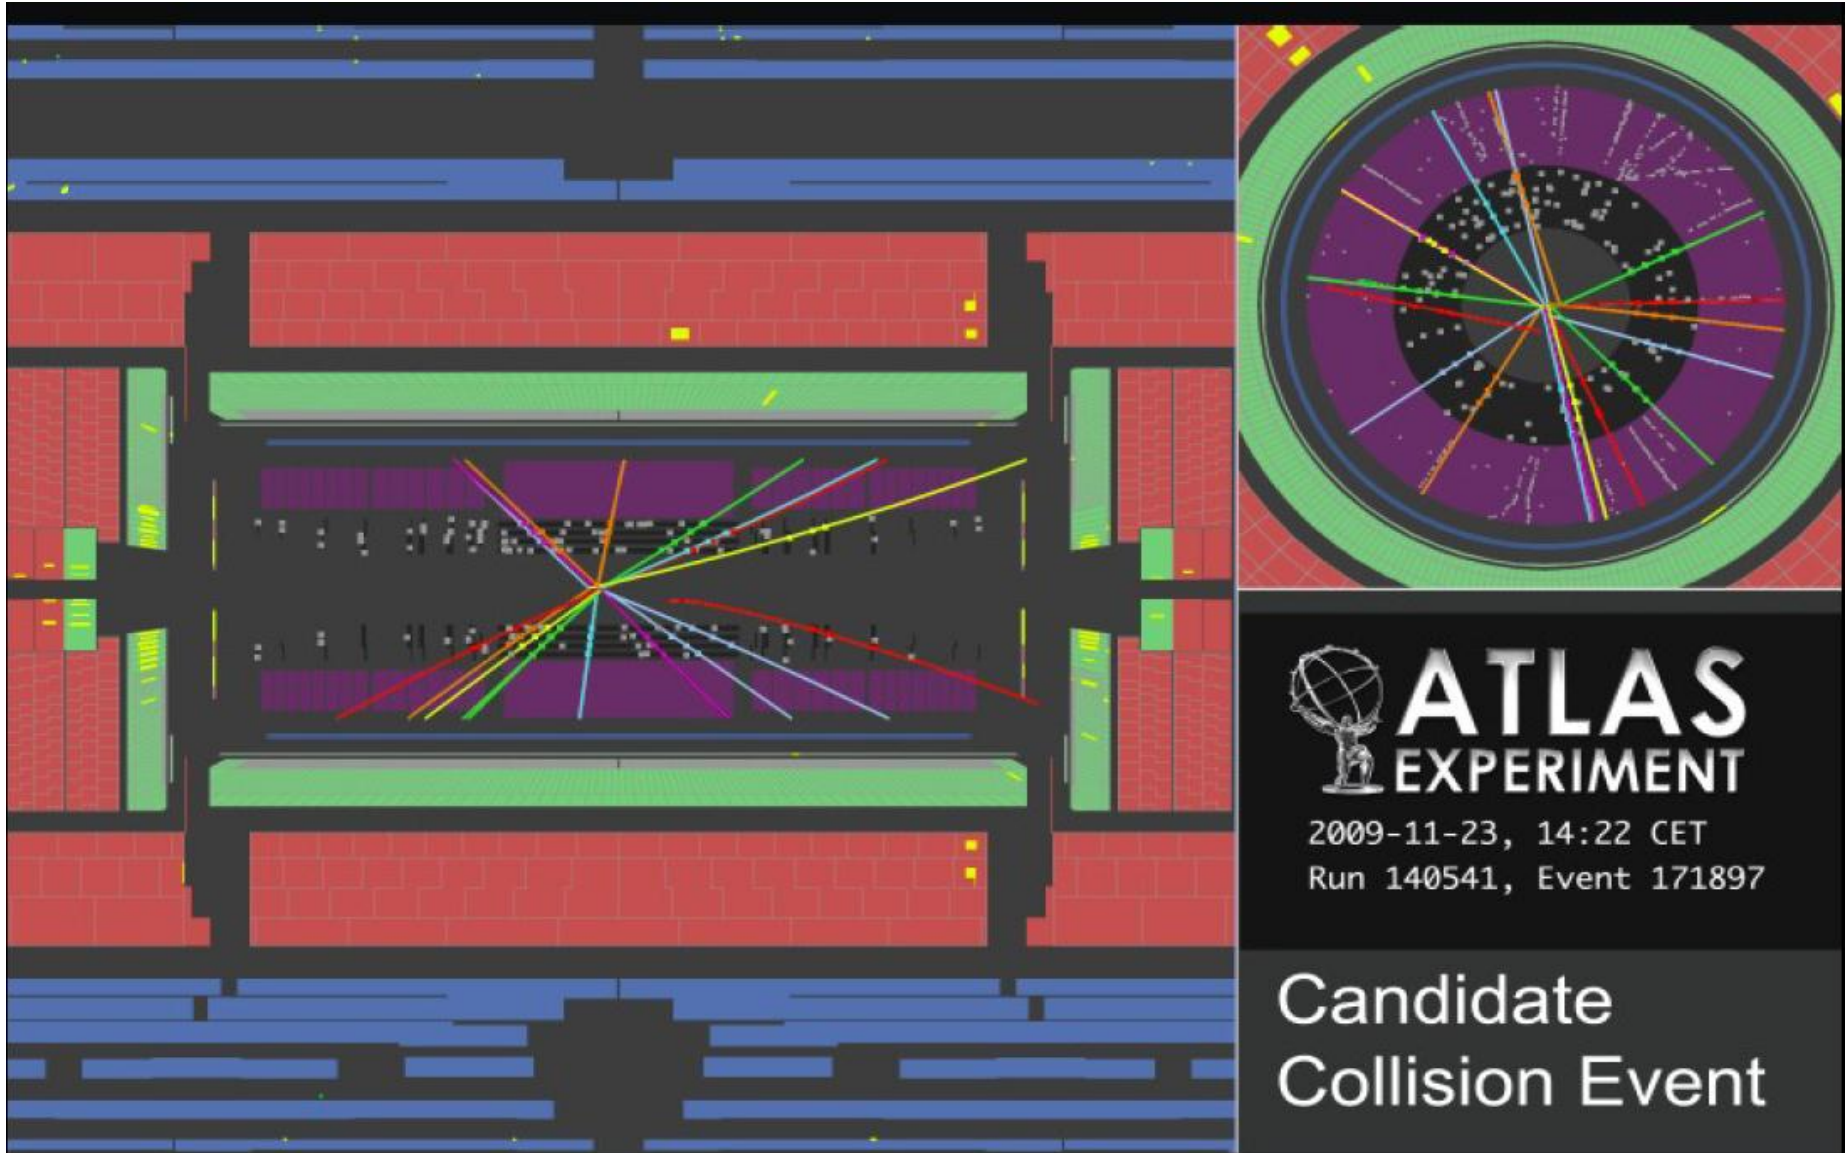 ATLAS
EXPERIMENT
2009-11-23, 14:22 CET
Run 140541, Event 171897
Candidate
Collision Event